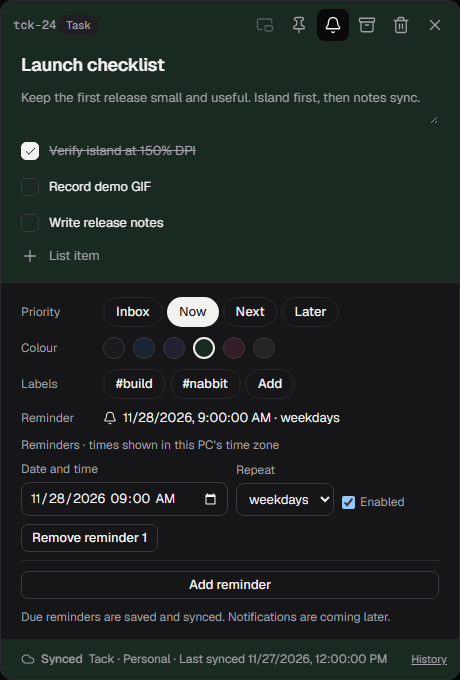 tck-24 Task
Launch checklist
Keep the first release small and useful. Island first, then notes sync.
Verify island at 150% DPI
Record demo GIF
Write release notes
List item
Priority Inbox Now Next Later
Colour
Labels #build #nabbit Add
Reminder 11/28/2026, 9:00:00 AM · weekdays
Reminders · times shown in this PC's time zone
Date and time Repeat
11/28/2026 09:00 AM weekdays Enabled
Remove reminder 1
Add reminder
Due reminders are saved and synced. Notifications are coming later.
Synced Tack · Personal · Last synced 11/27/2026, 12:00:00 PM History